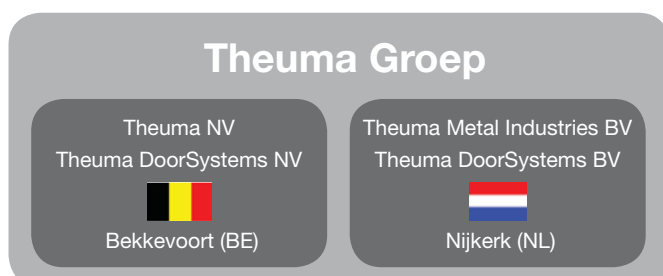 Theuma Groep
Theuma NV
Theuma DoorSystems NV
Bekkevoort (BE)
Theuma Metal Industries BV
Theuma DoorSystems BV
Nijkerk (NL)